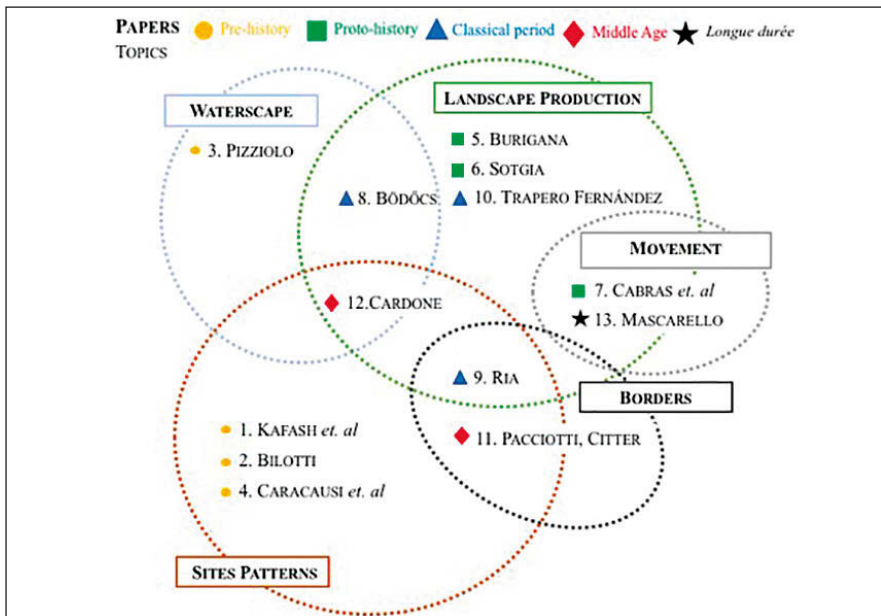 PAPERS Pre-history Proto-history Classical period Middle Age Longue durée
TOPICS
WATERSCAPE
LANDSCAPE PRODUCTION
3. PIZZIOLO
5. BURIGANA
6. SOTGIA
8. BÖDŐCS
10. TRAPERO FERNÁNDEZ
MOVEMENT
7. CABRAS et. al
13. MASCARELLO
12.CARDONE
9. RIA
BORDERS
1. KAFASH et. al
2. BILOTTI
4. CARACAUSI et. al
11. PACCIOTTI, CITTER
SITES PATTERNS